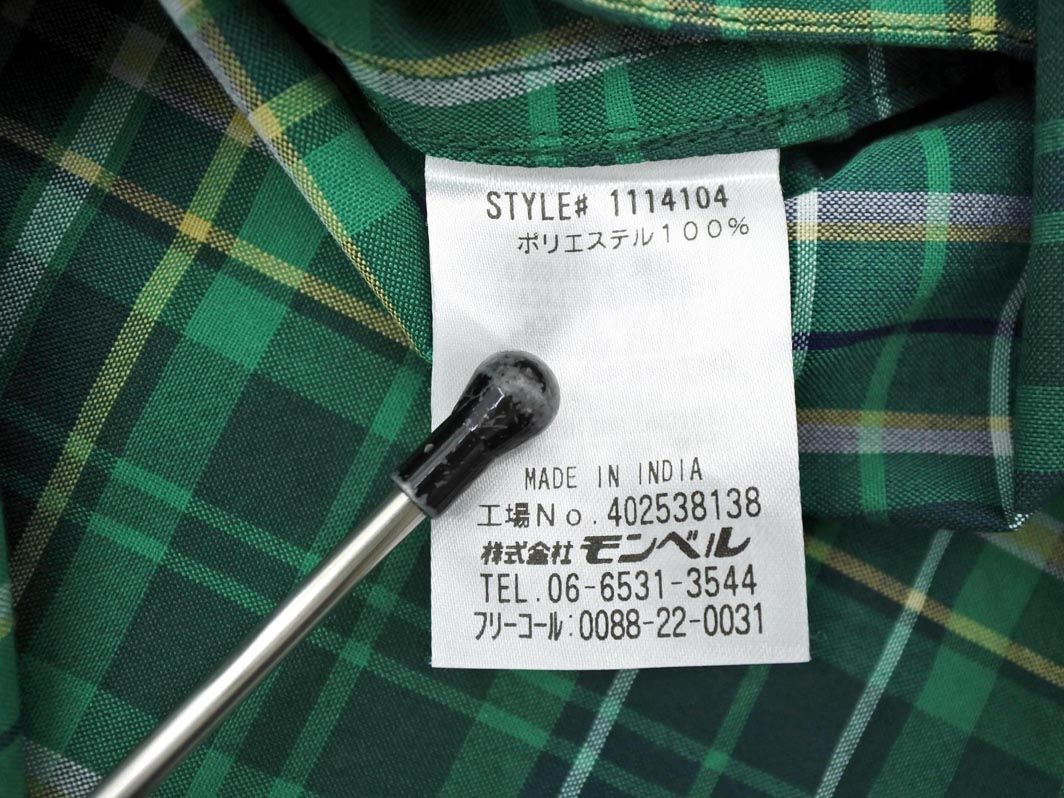 STYLE# 1114104
ポリエステル１００％
MADE IN INDIA
工場No.402538138
株式会社 モンベル
TEL.06-6531-3544
フリーコール:0088-22-0031